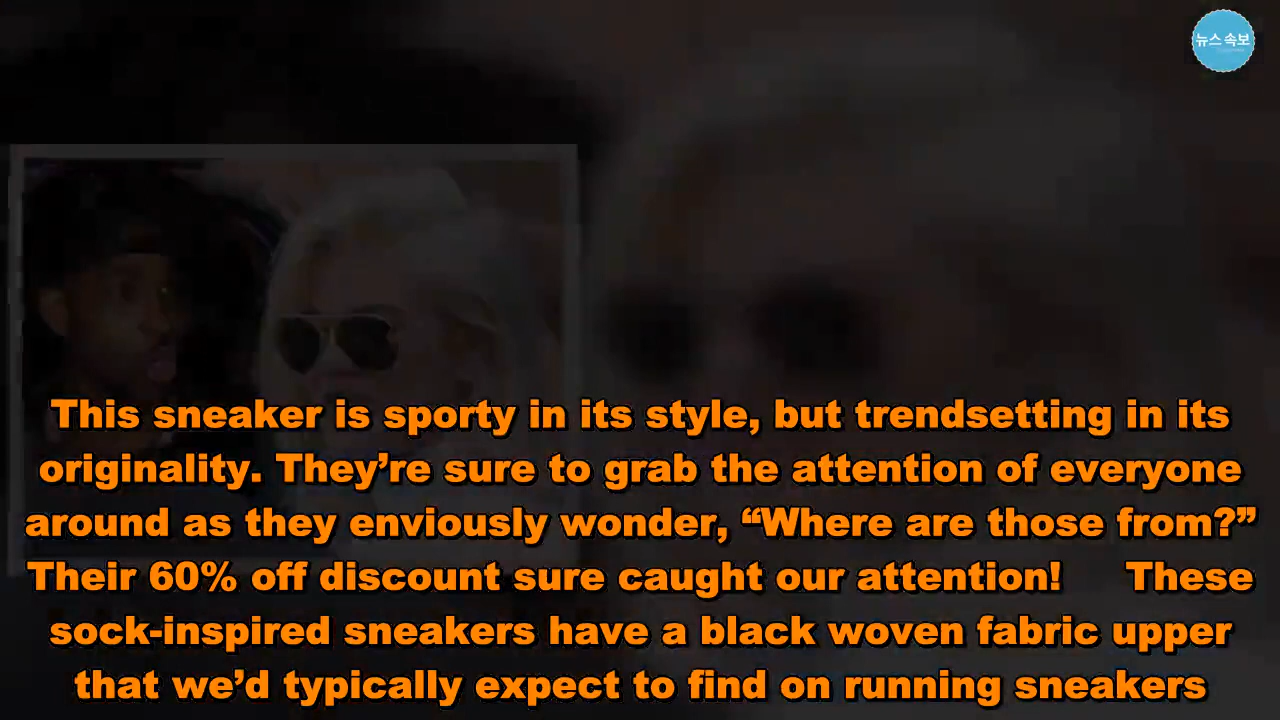 뉴스 속보
This sneaker is sporty in its style, but trendsetting in its
originality. They’re sure to grab the attention of everyone
around as they enviously wonder, “Where are those from?”
Their 60% off discount sure caught our attention! These
sock-inspired sneakers have a black woven fabric upper
that we’d typically expect to find on running sneakers